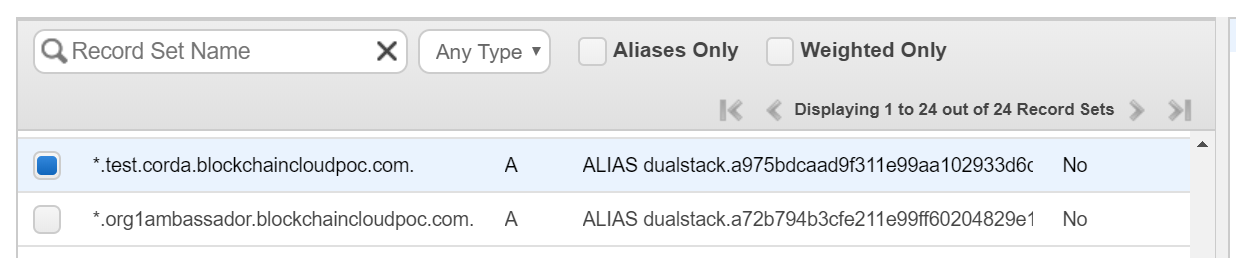 Record Set Name Any Type Aliases Only Weighted Only
Displaying 1 to 24 out of 24 Record Sets
*.test.corda.blockchaincloudpoc.com. A ALIAS dualstack.a975bdcaad9f311e99aa102933d6c No
*.org1ambassador.blockchaincloudpoc.com. A ALIAS dualstack.a72b794b3cfe211e99ff60204829e1 No